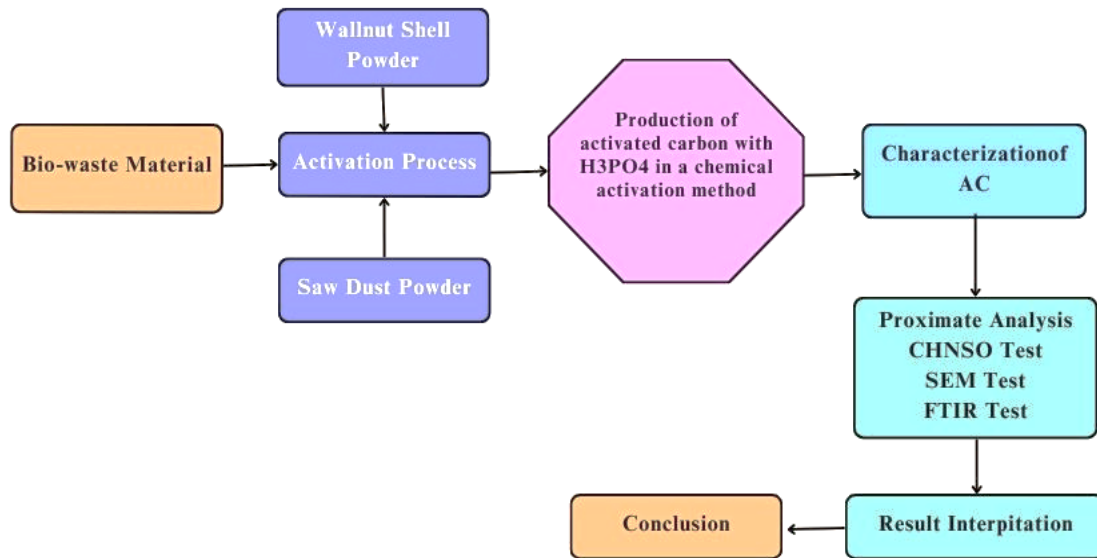 Wallnut Shell
Powder
Bio-waste Material
Activation Process
Saw Dust Powder
Production of
activated carbon with
H3PO4 in a chemical
activation method
Characterizationof
AC
Proximate Analysis
CHNSO Test
SEM Test
FTIR Test
Result Interpitation
Conclusion